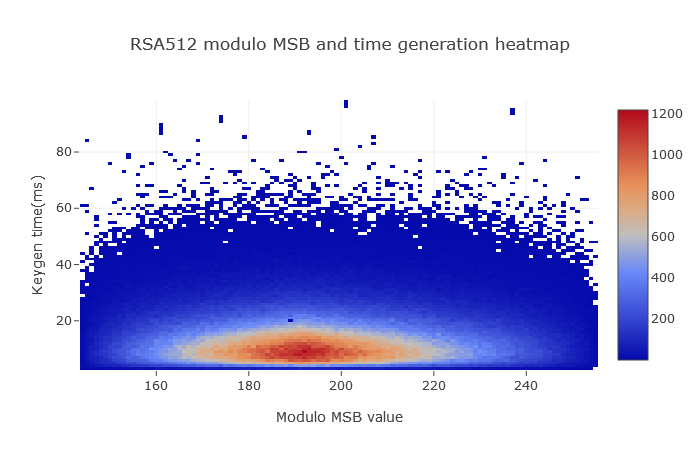 RSA512 modulo MSB and time generation heatmap
1200
1000
800
600
400
200
80
60
40
20
Keygen time(ms)
160 180 200 220 240
Modulo MSB value